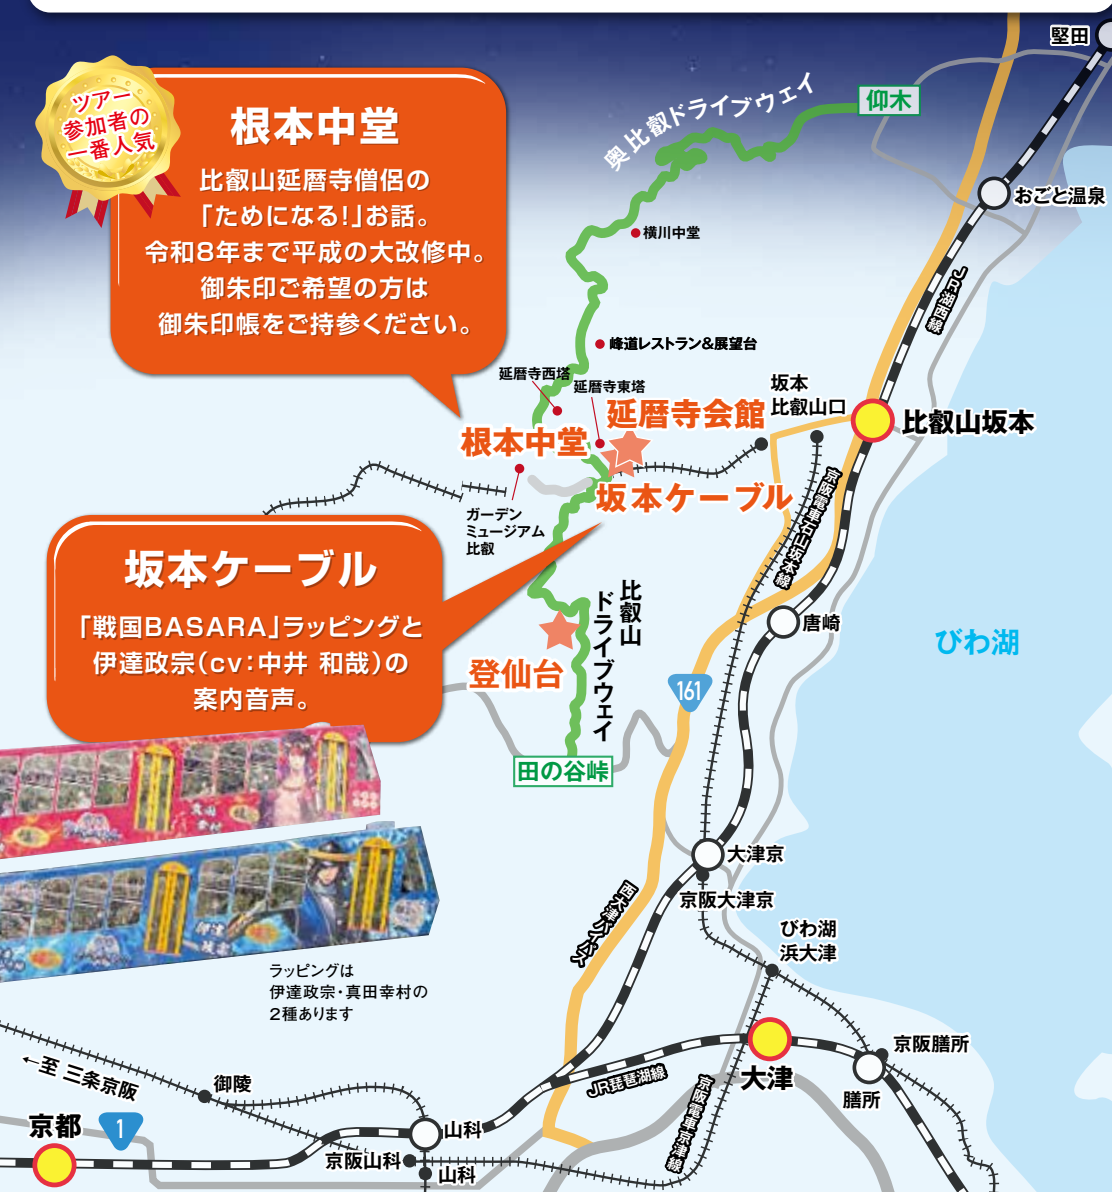 ツアー
参加者の
一番人気
根本中堂
比叡山延暦寺僧侶の
「ためになる!」お話。
令和8年まで平成の大改修中。
御朱印ご希望の方は
御朱印帳をご持参ください。
堅田
仰木
奥比叡ドライブウェイ
おごと温泉
横川中堂
JR湖西線
峰道レストラン&展望台
延暦寺西塔
延暦寺東塔
坂本
比叡山口
延暦寺会館
比叡山坂本
根本中堂
坂本ケーブル
京阪電車石山坂本線
ガーデン
ミュージアム
比叡
坂本ケーブル
「戦国BASARA」ラッピングと
伊達政宗(cv:中井 和哉)の
案内音声。
比叡山
ドライブウェイ
唐崎
びわ湖
登仙台
161
田の谷峠
大津京
京阪大津京
西大津バイパス
びわ湖
浜大津
ラッピングは
伊達政宗・真田幸村の
2種あります
京阪膳所
←至 三条京阪
大津
JR琵琶湖線
膳所
御陵
京阪電車京津線
京都
1
山科
京阪山科
山科